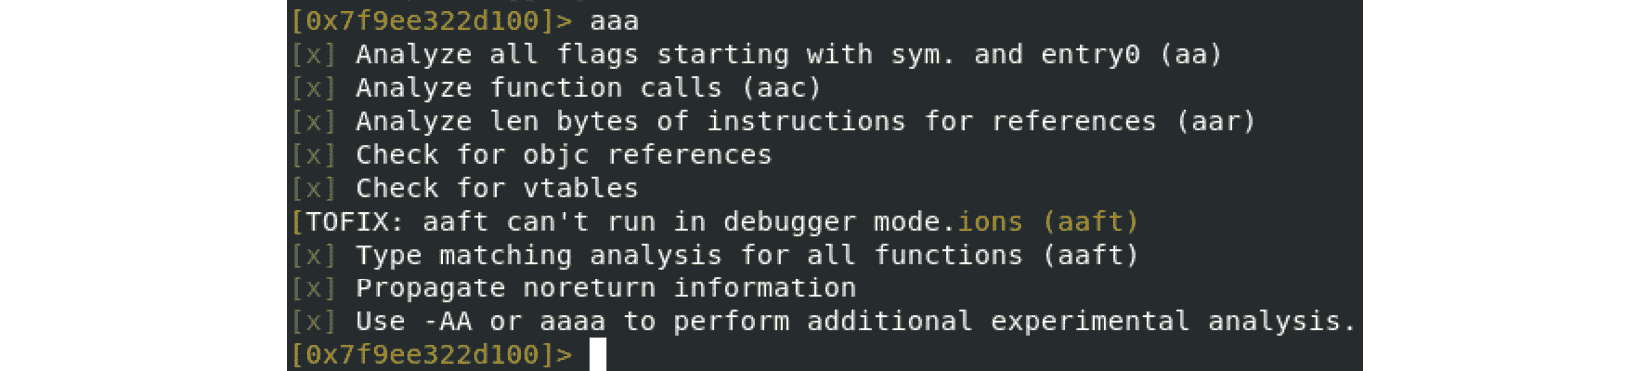 [0x7f9ee322d100]> aaa
[x] Analyze all flags starting with sym. and entry0 (aa)
[x] Analyze function calls (aac)
[x] Analyze len bytes of instructions for references (aar)
[x] Check for objc references
[x] Check for vtables
[TOFIX: aaft can't run in debugger mode.ions (aaft)
[x] Type matching analysis for all functions (aaft)
[x] Propagate noreturn information
[x] Use -AA or aaaa to perform additional experimental analysis.
[0x7f9ee322d100]>